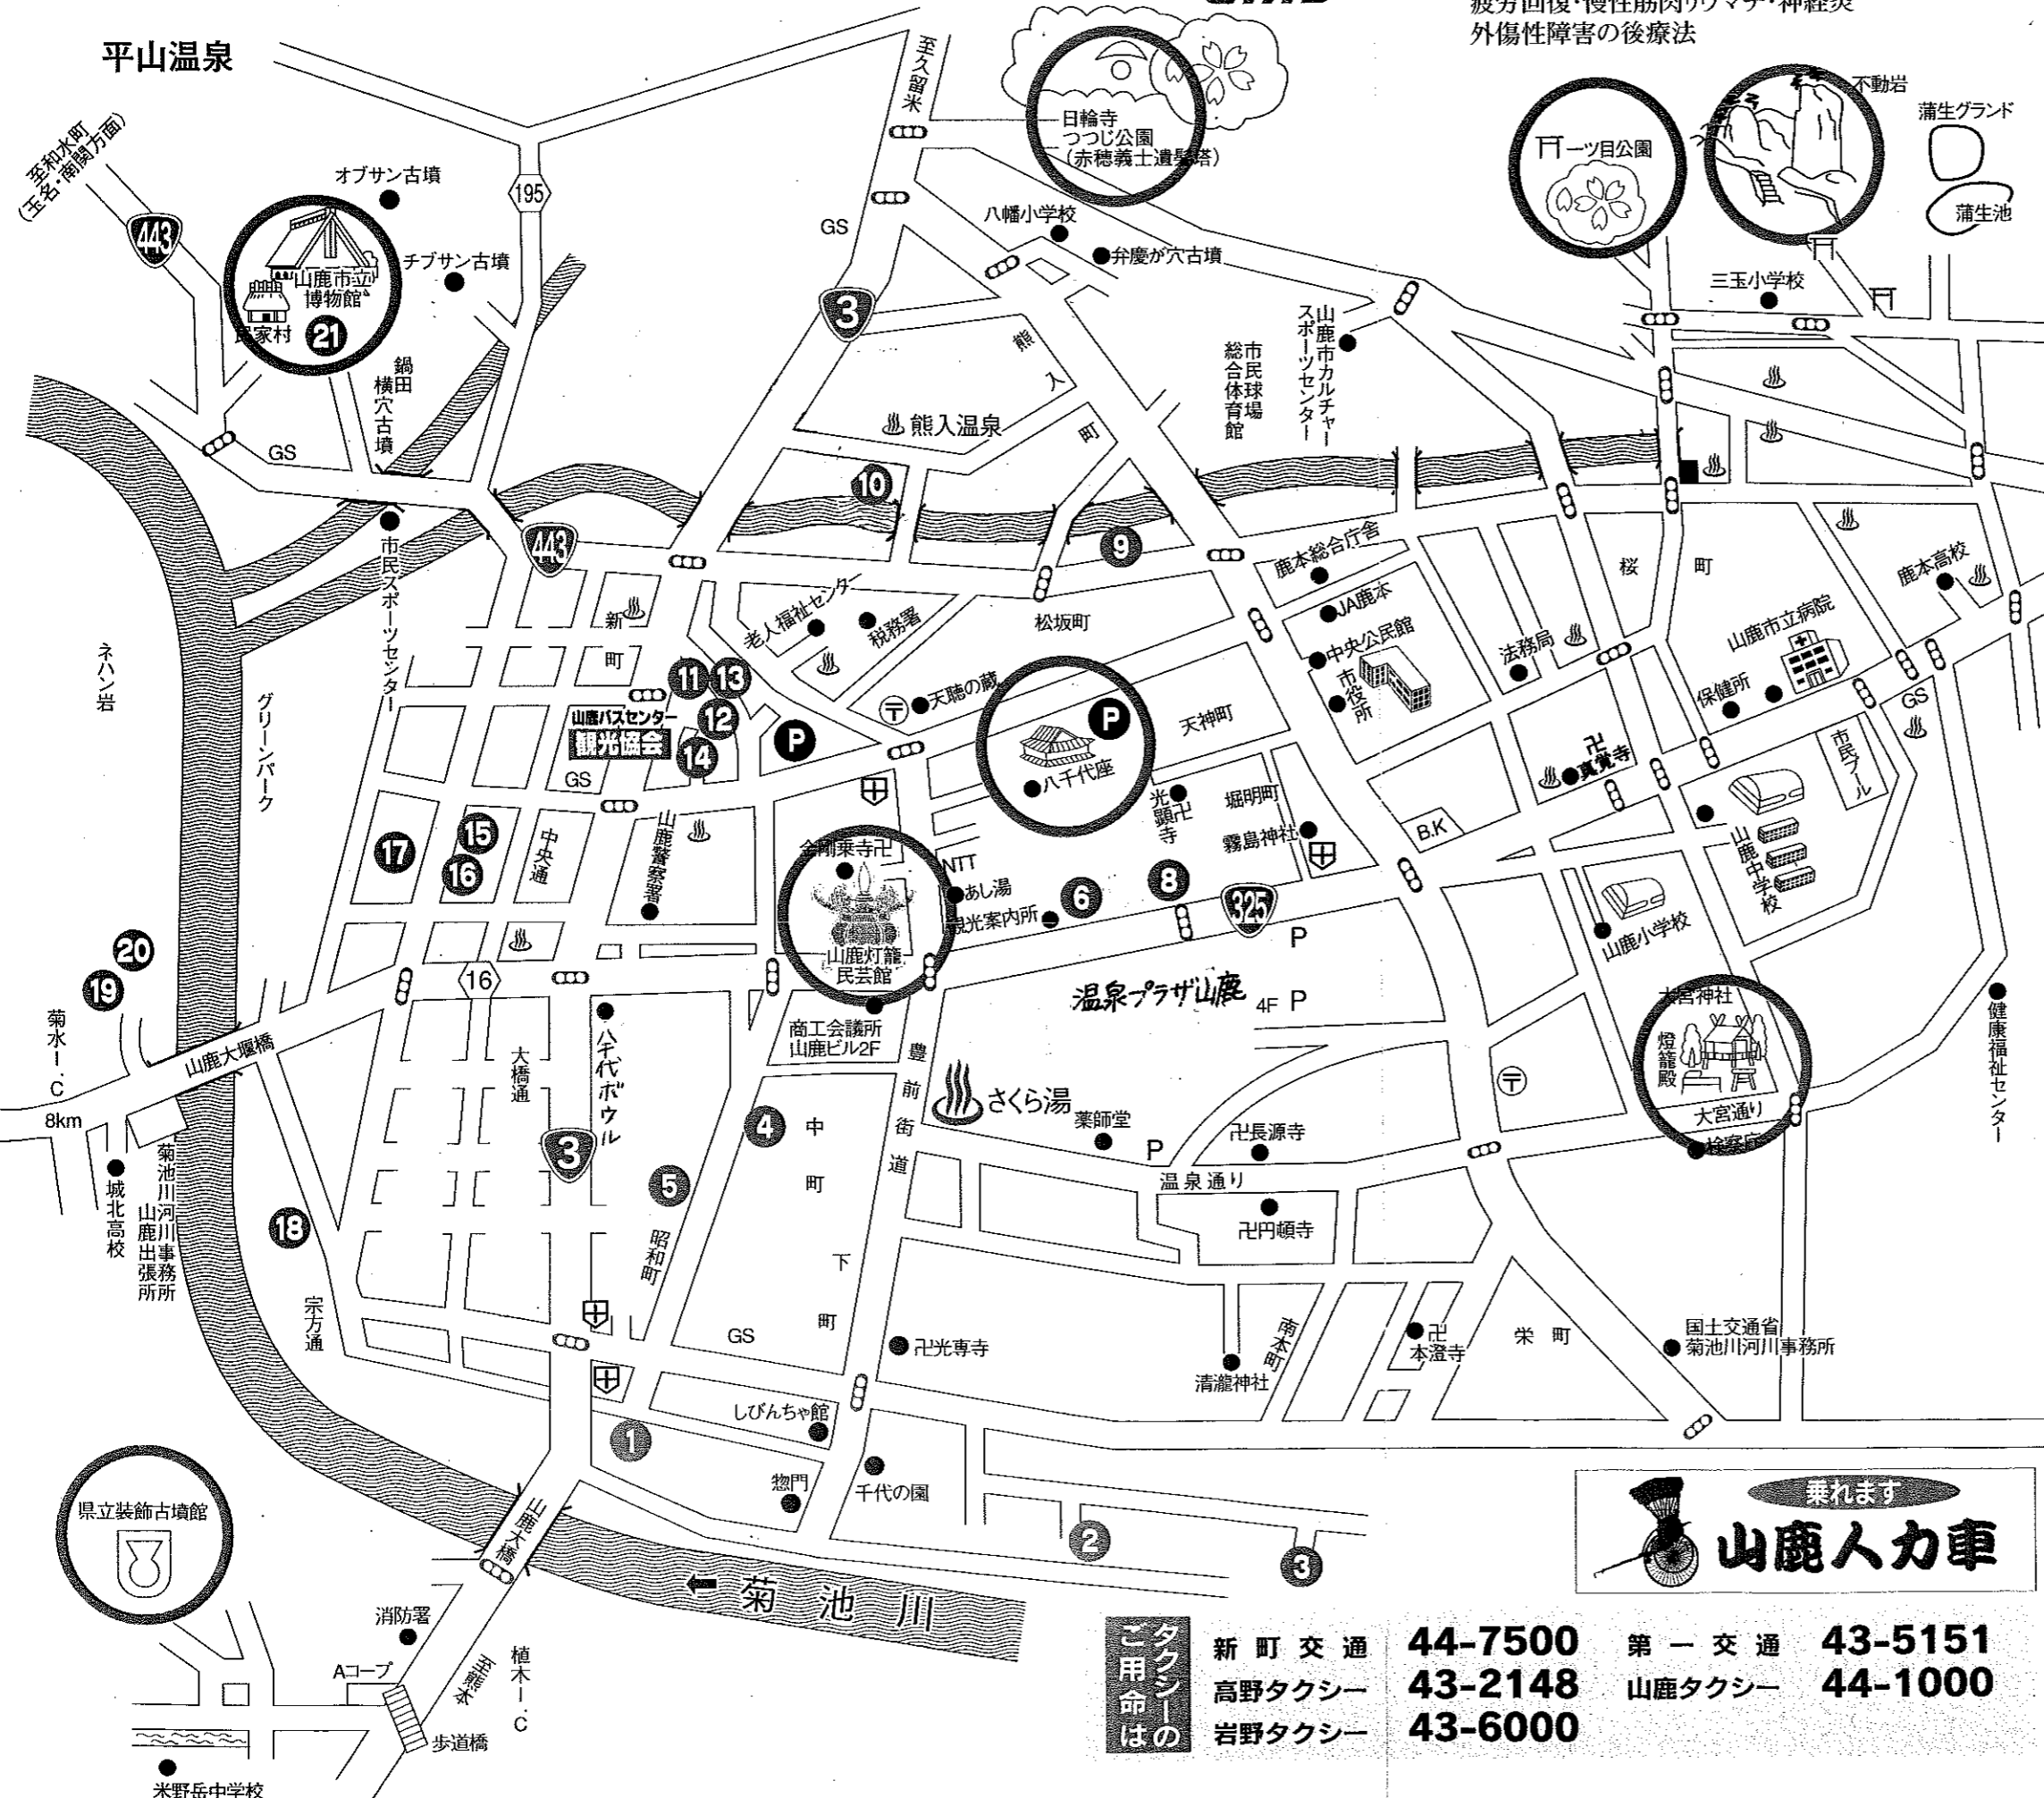 外傷性障害の後療法
平山温泉
至久留米
日輪寺
つつじ公園
(赤穂義士遺髪塔)
不動岩
蒲生グランド
蒲生池
一ツ目公園
至和水町
(玉名・南関方面)
443
オブサン古墳
195
山鹿市立
博物館
民家村
21
チブサン古墳
GS
八幡小学校
弁慶が穴古墳
三玉小学校
3
熊入町
山鹿市カルチャー
スポーツセンター
市民球場
総合体育館
鍋田
横穴古墳
GS
熊入温泉
10
9
443
市民スポーツセンター
鹿本総合庁舎
桜町
鹿本高校
新町
老人福祉センター
税務署
松坂町
JA鹿本
中央公民館
市役所
法務局
山鹿市立病院
保健所
GS
ネハン岩
グリーンパーク
11
13
12
14
山鹿バスセンター
観光協会
GS
P
〒
天聴の蔵
P
八千代座
天神町
卍
真覚寺
市民プール
17
15
16
中央通
山鹿警察署
金剛乗寺卍
NTT
あし湯
観光案内所
山鹿灯籠
民芸館
光顕寺
卍
堀明町
霧島神社
B.K
6
8
325
山鹿中学校
山鹿小学校
20
19
16
P
温泉プラザ山鹿
4F P
菊水I.C
8km
山鹿大堰橋
大橋通
八千代ボウル
商工会議所
山鹿ビル2F
豊前街道
さくら湯
薬師堂
P
卍長源寺
〒
大宮神社
燈籠殿
大宮通り
検察庁
健康福祉センター
城北高校
菊池川河川事務所
山鹿出張所
3
4
5
中町
昭和町
温泉通り
卍円頓寺
18
宗方通
下町
GS
卍光専寺
清瀧神社
南本町
卍
本澄寺
栄町
国土交通省
菊池川河川事務所
しびんちゃ館
1
惣門
千代の園
2
3
県立装飾古墳館
山鹿大橋
←菊池川
乗れます
山鹿人力車
消防署
Aコープ
至熊本
植木I.C
歩道橋
米野岳中学校
タクシーの
ご用命は
新町交通 44-7500
第一交通 43-5151
高野タクシー 43-2148
山鹿タクシー 44-1000
岩野タクシー 43-6000